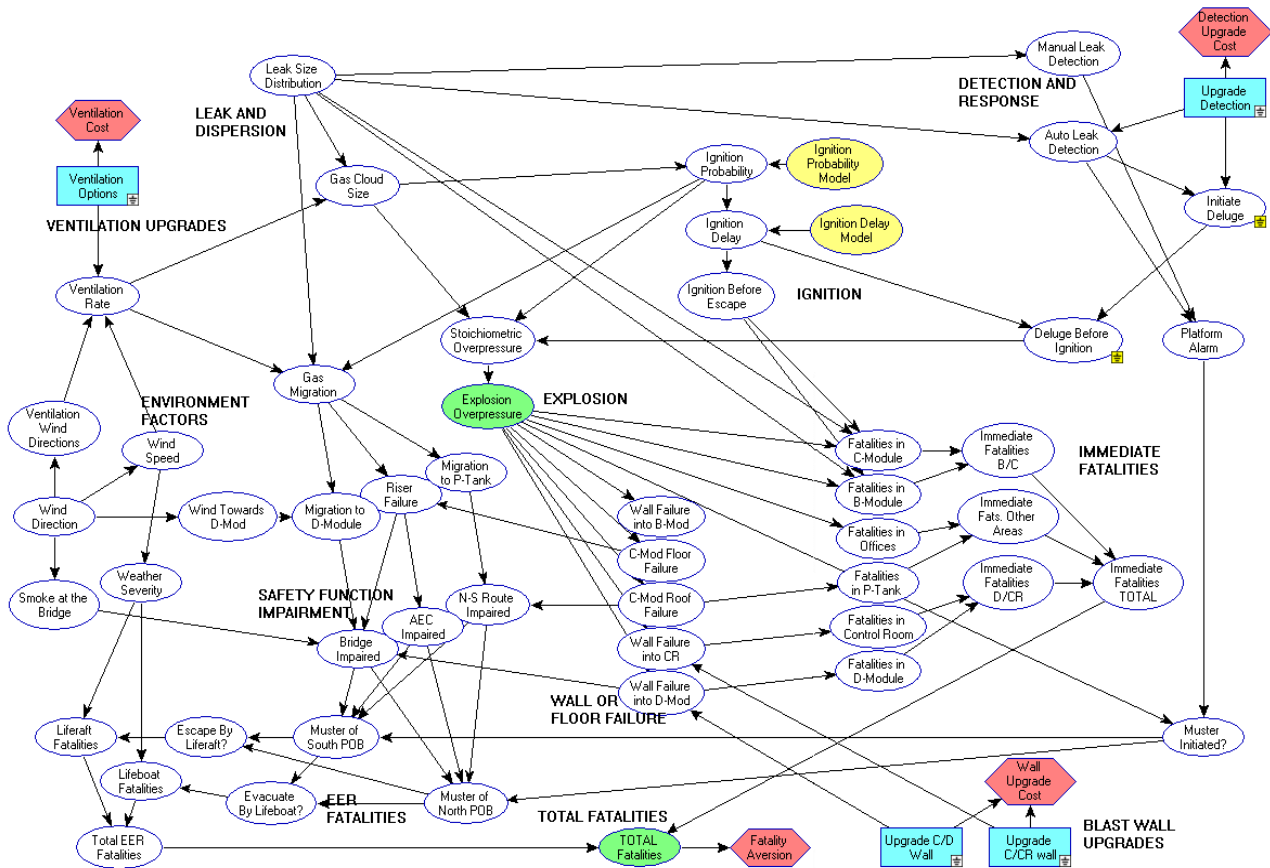 Detection
Upgrade
Cost
Manual Leak
Detection
Leak Size
Distribution
DETECTION AND
RESPONSE
Upgrade
Detection
Ventilation
Cost
LEAK AND
DISPERSION
Auto Leak
Detection
Ignition
Probability
Ignition
Probability
Model
Ventilation
Options
Gas Cloud
Size
Initiate
Deluge
VENTILATION UPGRADES
Ignition
Delay
Ignition Delay
Model
Ventilation
Rate
Ignition Before
Escape
IGNITION
Stoichiometric
Overpressure
Deluge Before
Ignition
Platform
Alarm
Gas
Migration
ENVIRONMENT
FACTORS
Explosion
Overpressure
EXPLOSION
Ventilation
Wind
Directions
Wind
Speed
Fatalities in
C-Module
Immediate
Fatalities
B/C
IMMEDIATE
FATALITIES
Migration
to P-Tank
Riser
Failure
Fatalities in
B-Module
Wind
Direction
Wind Towards
D-Mod
Migration to
D-Module
Wall Failure
into B-Mod
Immediate
Fats. Other
Areas
Fatalities in
Offices
C-Mod Floor
Failure
Weather
Severity
Fatalities
in P-Tank
Immediate
Fatalities
D/CR
Immediate
Fatalities
TOTAL
Smoke at the
Bridge
SAFETY FUNCTION
IMPAIRMENT
N-S Route
Impaired
C-Mod Roof
Failure
AEC
Impaired
Fatalities in
Control Room
Bridge
Impaired
Wall Failure
into CR
Fatalities in
D-Module
Wall Failure
into D-Mod
WALL OR
FLOOR FAILURE
Liferaft
Fatalities
Escape By
Liferaft?
Muster of
South POB
Muster
Initiated?
Lifeboat
Fatalities
Wall
Upgrade
Cost
Evacuate
By Lifeboat?
EER
FATALITIES
Muster of
North POB
TOTAL FATALITIES
BLAST WALL
UPGRADES
Total EER
Fatalities
TOTAL
Fatalities
Fatality
Aversion
Upgrade C/D
Wall
Upgrade
C/CR wall